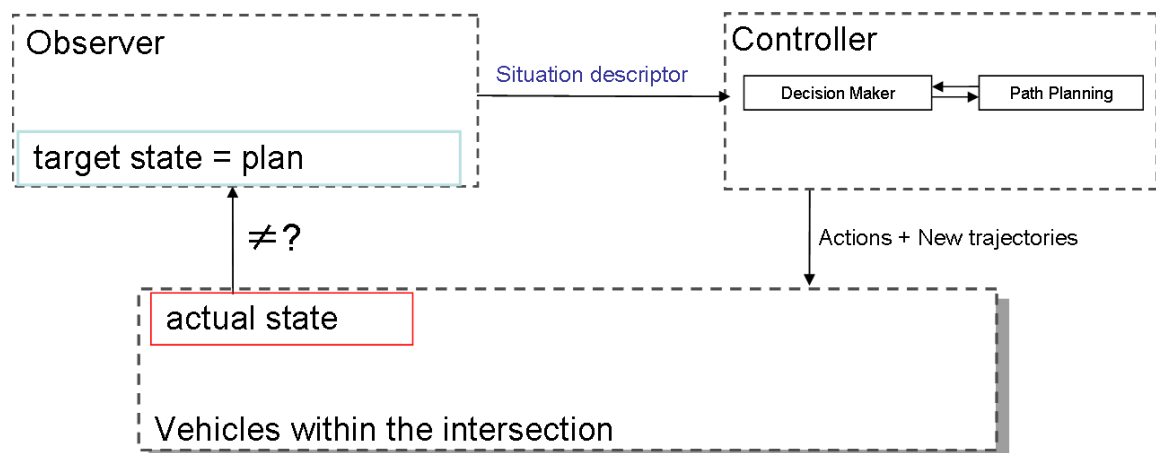 Observer
Controller
Situation descriptor
Decision Maker
Path Planning
target state = plan
≠?
Actions + New trajectories
actual state
Vehicles within the intersection